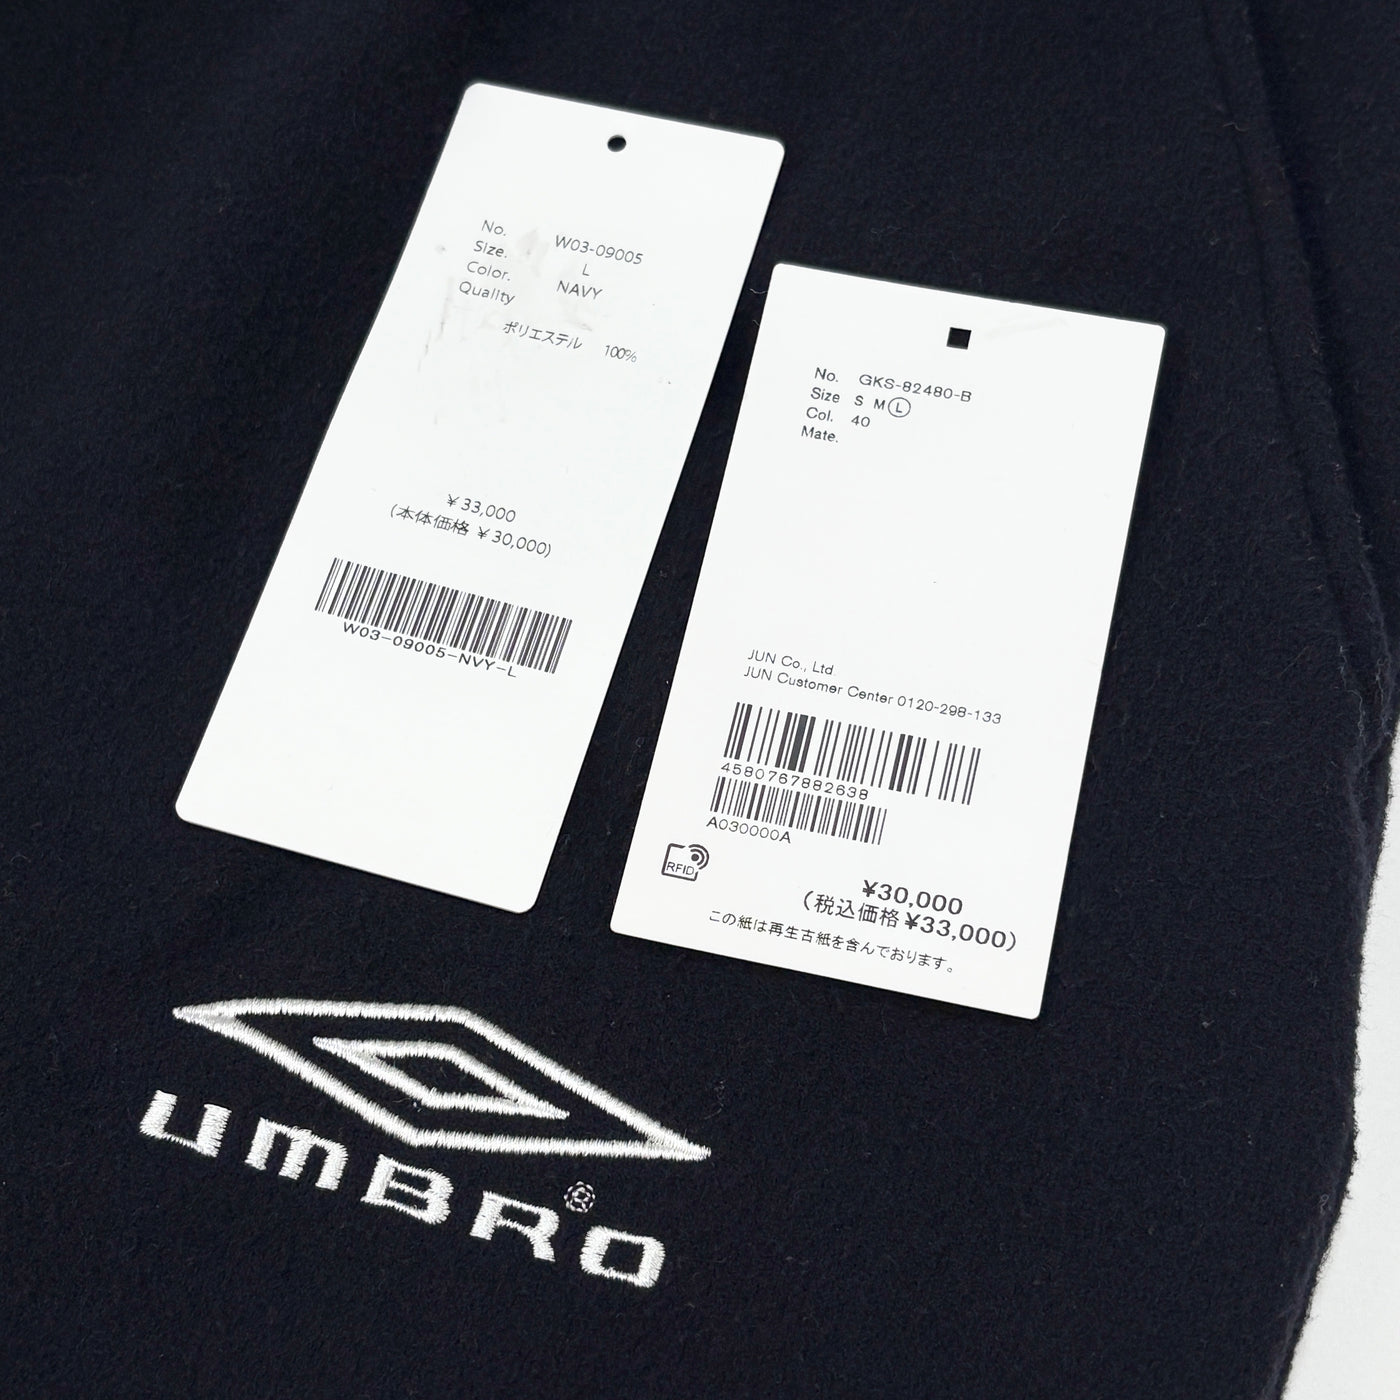 No. W03-09005
Size. L
Color. NAVY
Quality
ポリエステル 100%
¥33,000
(本体価格 ¥30,000)
W03-09005-NVY-L
No. GKS-82480-B
Size S M L
Col. 40
Mate.
JUN Co., Ltd.
JUN Customer Center 0120-298-133
4580767882638
A030000A
RFID
¥30,000
(税込価格¥33,000)
この紙は再生古紙を含んでおります。
UMBRO